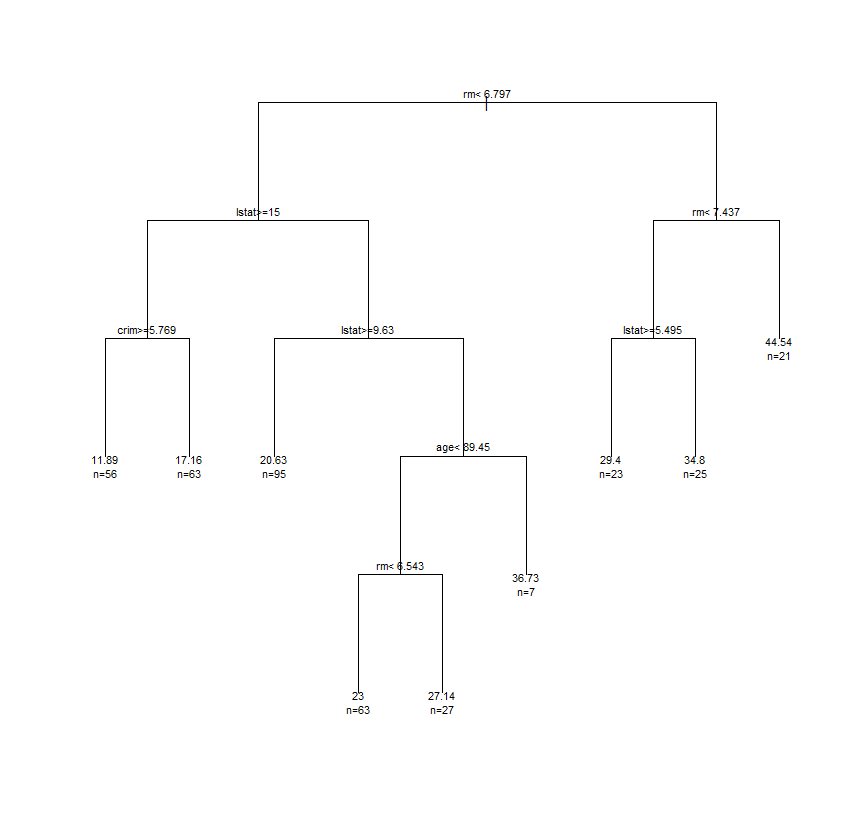 rm< 6.797
lstat>=15
rm< 7.437
crim>=5.769
lstat>=9.63
lstat>=5.495
44.54
n=21
age< 89.45
11.89
n=56
17.16
n=63
20.63
n=95
29.4
n=23
34.8
n=25
rm< 6.543
36.73
n=7
23
n=63
27.14
n=27